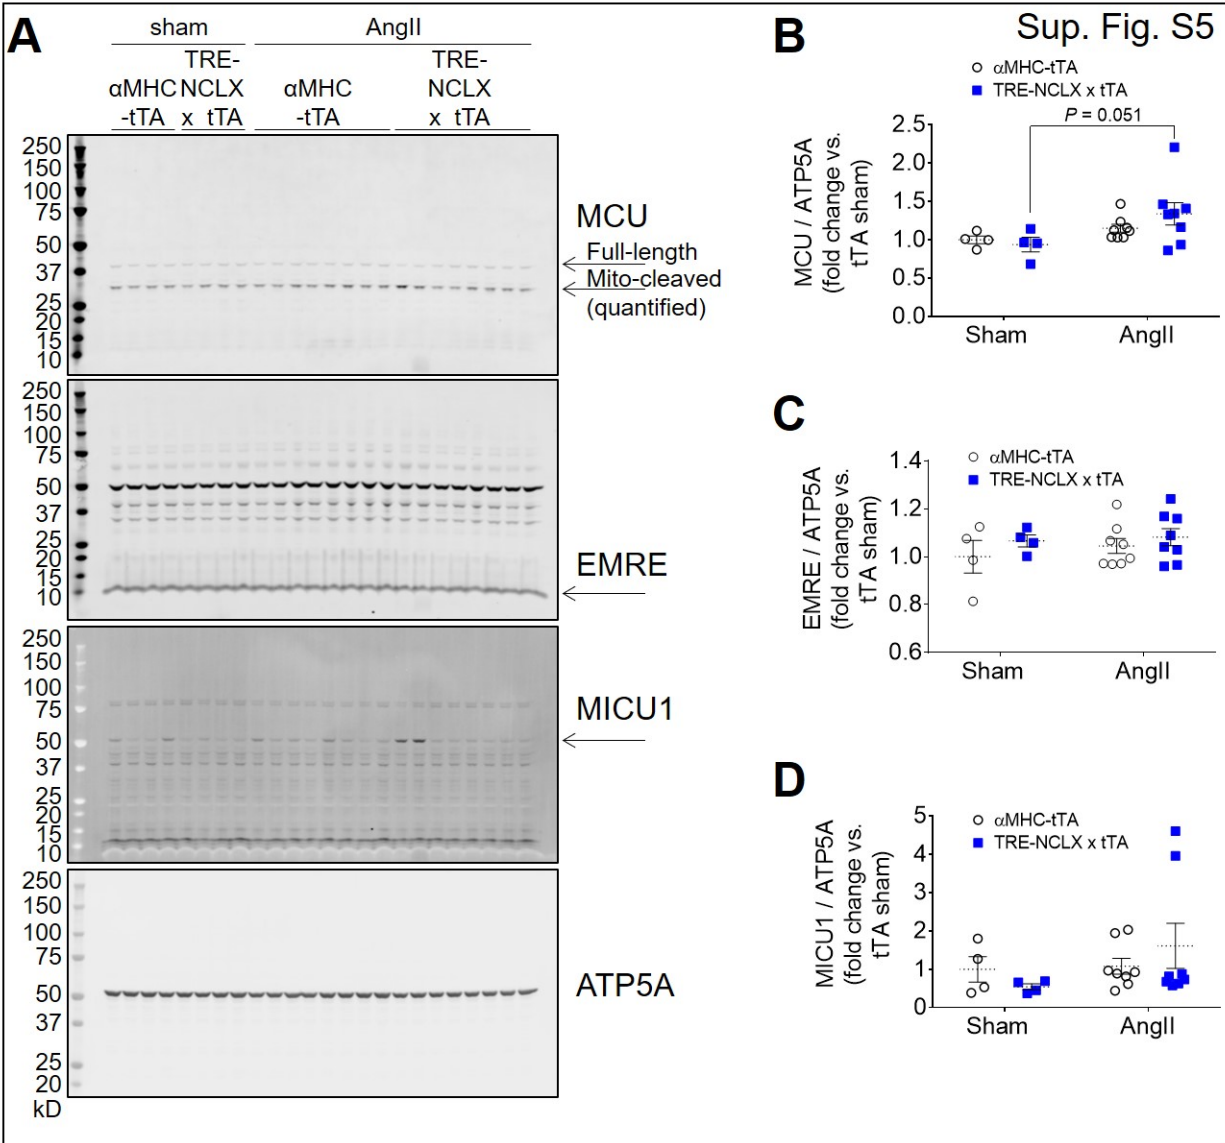 Sup. Fig. S5
A
sham
AngII
αMHC
-tTA
TRE-
NCLX
x tTA
αMHC
-tTA
TRE-
NCLX
x tTA
250
150
100
75
50
37
25
20
15
10
MCU
Full-length
Mito-cleaved
(quantified)
250
150
100
75
50
37
25
20
15
10
EMRE
250
150
100
75
50
37
25
20
15
10
MICU1
250
150
100
75
50
37
25
20
kD
ATP5A
B
αMHC-tTA
TRE-NCLX x tTA
P = 0.051
MCU / ATP5A
(fold change vs.
tTA sham)
2.5
2.0
1.5
1.0
0.5
0.0
Sham
AngII
C
αMHC-tTA
TRE-NCLX x tTA
EMRE / ATP5A
(fold change vs.
tTA sham)
1.4
1.2
1.0
0.8
0.6
Sham
AngII
D
αMHC-tTA
TRE-NCLX x tTA
MICU1 / ATP5A
(fold change vs.
tTA sham)
5
4
3
2
1
0
Sham
AngII